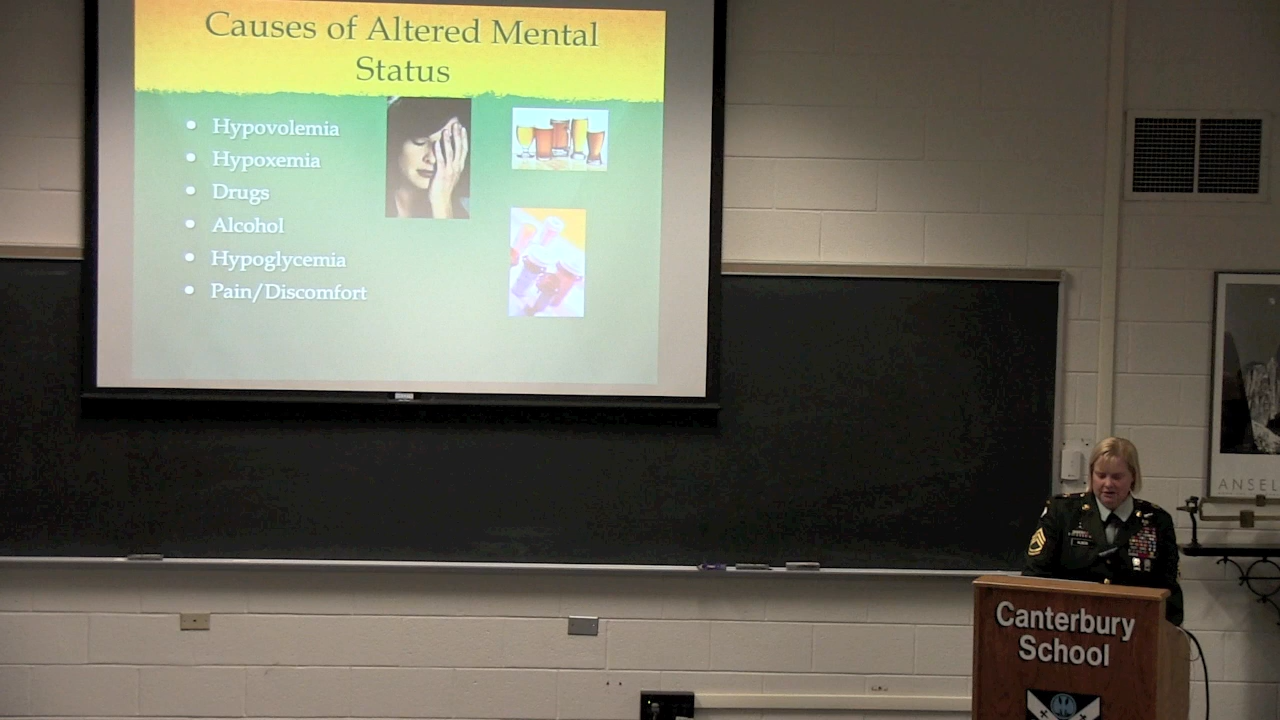 Causes of Altered Mental
Status
• Hypovolemia
• Hypoxemia
• Drugs
• Alcohol
• Hypoglycemia
• Pain/Discomfort
ANSEL
Canterbury
School